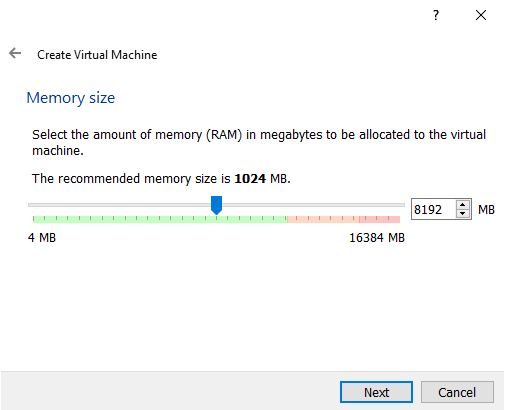 ?
Create Virtual Machine
Memory size
Select the amount of memory (RAM) in megabytes to be allocated to the virtual
machine.
The recommended memory size is 1024 MB.
8192 MB
4 MB 16384 MB
Next Cancel